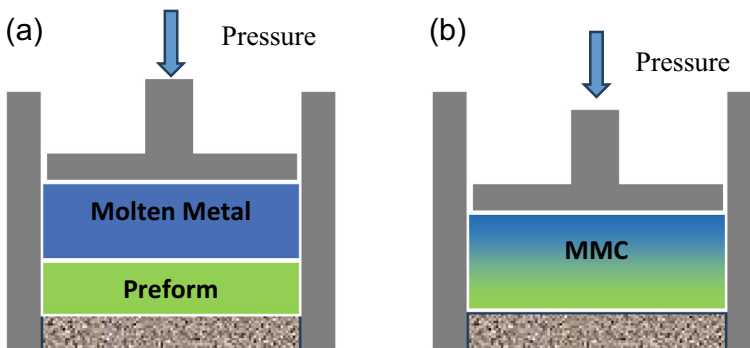 (a)
Pressure
Molten Metal
Preform
(b)
Pressure
MMC